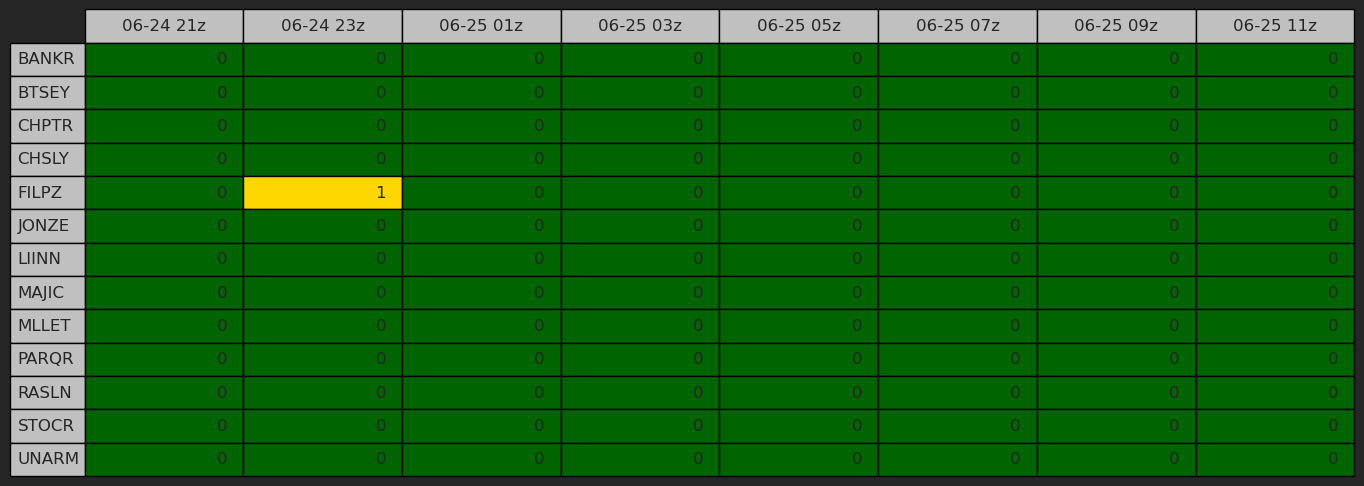 06-24 21z 06-24 23z 06-25 01z 06-25 03z 06-25 05z 06-25 07z 06-25 09z 06-25 11z
BANKR 0 0 0 0 0 0 0 0
BTSEY 0 0 0 0 0 0 0 0
CHPTR 0 0 0 0 0 0 0 0
CHSLY 0 0 0 0 0 0 0 0
FILPZ 0 1 0 0 0 0 0 0
JONZE 0 0 0 0 0 0 0 0
LIINN 0 0 0 0 0 0 0 0
MAJIC 0 0 0 0 0 0 0 0
MLLET 0 0 0 0 0 0 0 0
PARQR 0 0 0 0 0 0 0 0
RASLN 0 0 0 0 0 0 0 0
STOCR 0 0 0 0 0 0 0 0
UNARM 0 0 0 0 0 0 0 0